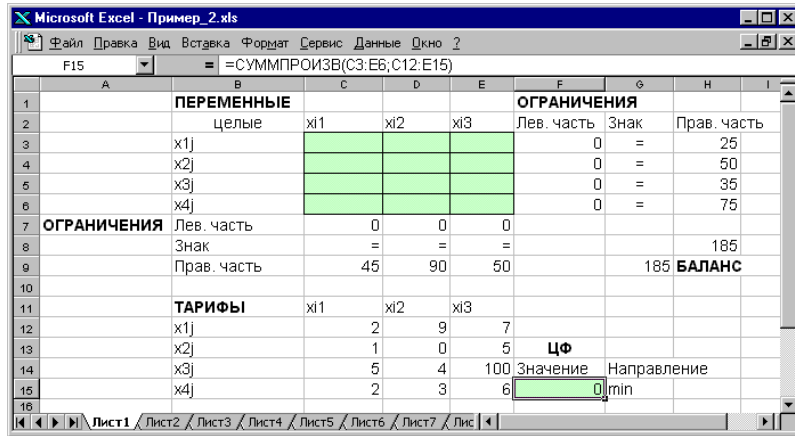 Microsoft Excel - Пример_2.xls
Файл Правка Вид Вставка Формат Сервис Данные Окно ?
F15 = =СУММПРОИЗВ(C3:E6;C12:E15)
A B C D E F G H I
1 ПЕРЕМЕННЫЕ ОГРАНИЧЕНИЯ
2 целые xi1 xi2 xi3 Лев. часть Знак Прав. часть
3 x1j 0 = 25
4 x2j 0 = 50
5 x3j 0 = 35
6 x4j 0 = 75
7 ОГРАНИЧЕНИЯ Лев. часть 0 0 0
8 Знак = = = 185
9 Прав. часть 45 90 50 185 БАЛАНС
10
11 ТАРИФЫ xi1 xi2 xi3
12 x1j 2 9 7
13 x2j 1 0 5 ЦФ
14 x3j 5 4 100 Значение Направление
15 x4j 2 3 6 0 min
16
Лист1 / Лист2 / Лист3 / Лист4 / Лист5 / Лист6 / Лист7 / Лис